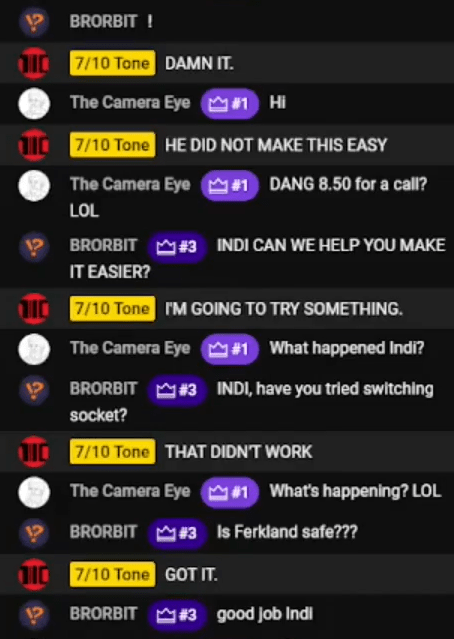 BRORBIT !
7/10 Tone DAMN IT.
The Camera Eye #1 Hi
7/10 Tone HE DID NOT MAKE THIS EASY
The Camera Eye #1 DANG 8.50 for a call?
LOL
BRORBIT #3 INDI CAN WE HELP YOU MAKE
IT EASIER?
7/10 Tone I'M GOING TO TRY SOMETHING.
The Camera Eye #1 What happened Indi?
BRORBIT #3 INDI, have you tried switching
socket?
7/10 Tone THAT DIDN'T WORK
The Camera Eye #1 What's happening? LOL
BRORBIT #3 Is Ferkland safe???
7/10 Tone GOT IT.
BRORBIT #3 good job Indi